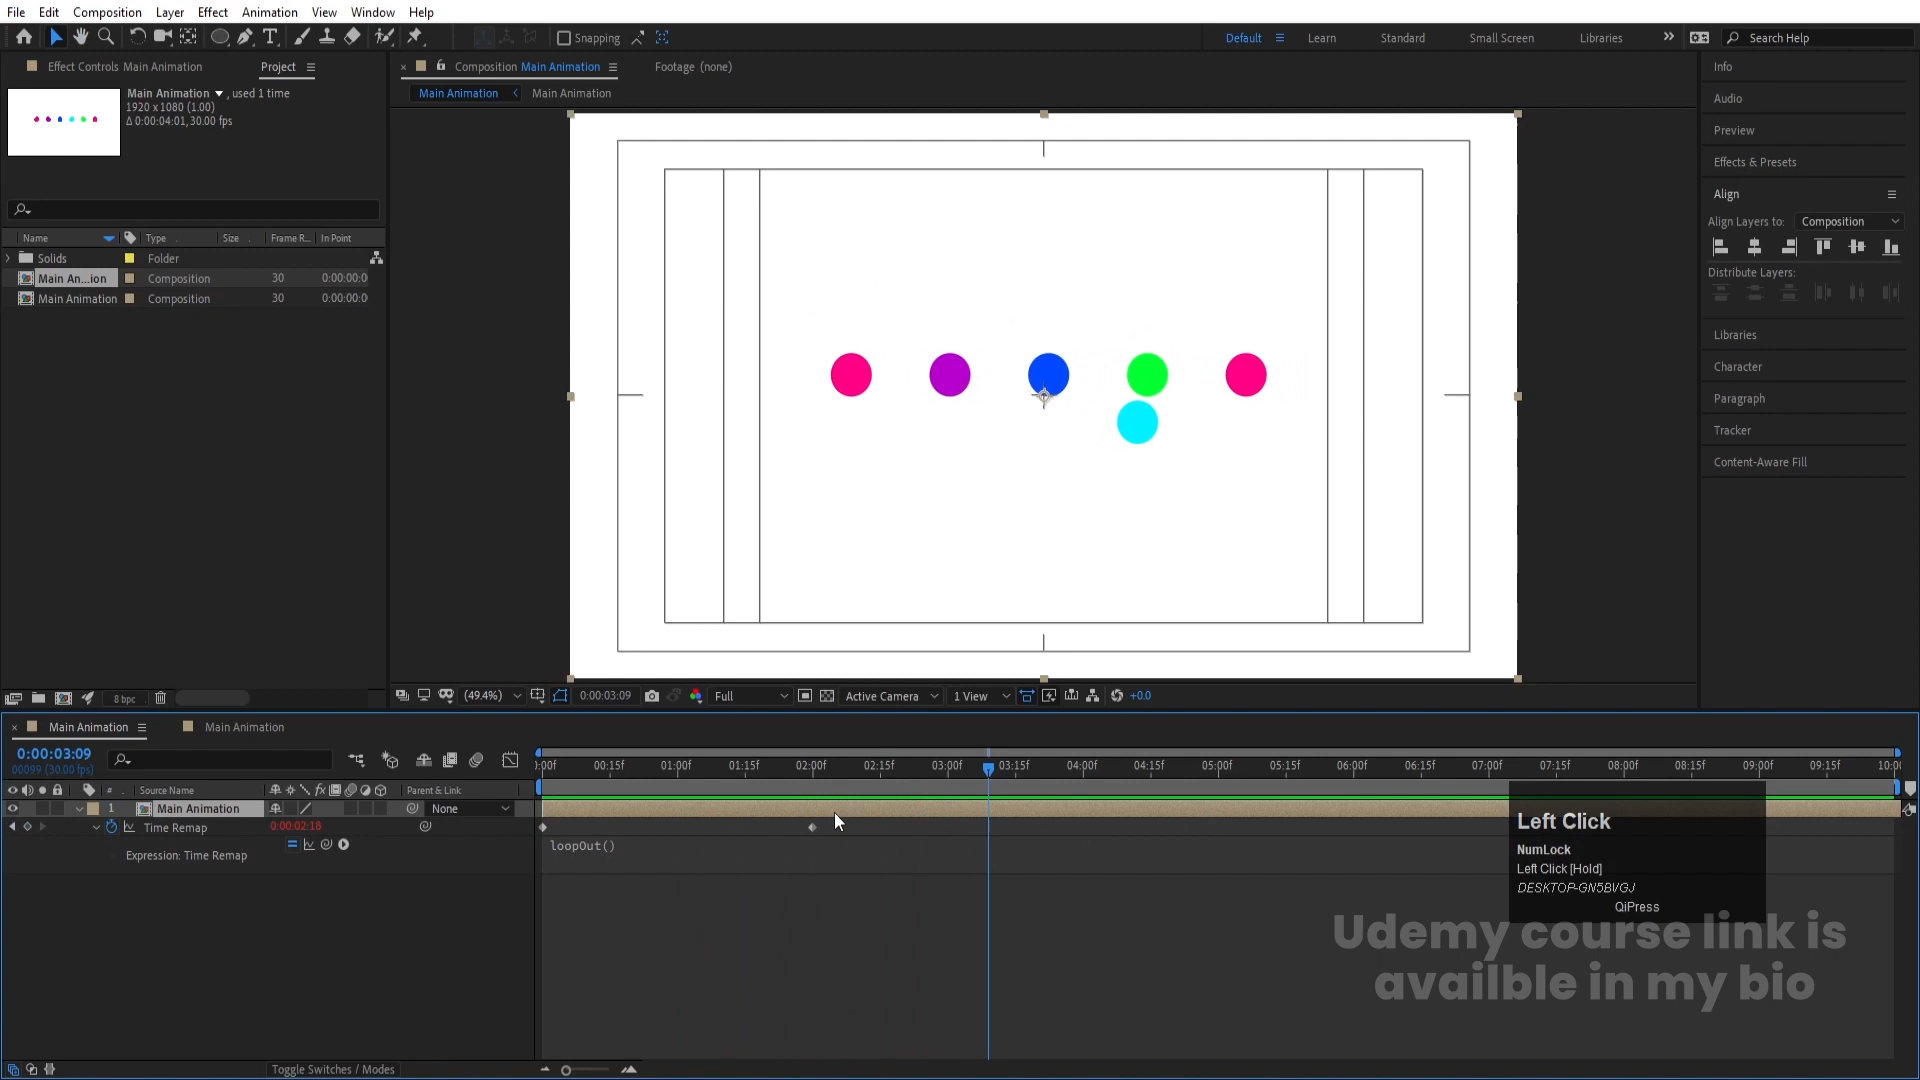 File Edit Composition Layer Effect Animation View Window Help
Snapping
Default Learn Standard Small Screen Libraries Search Help
Effect Controls Main Animation Project
Composition Main Animation Footage (none)
Main Animation Main Animation
Main Animation , used 1 time
1920 x 1080 (1.00)
Δ 0:00:04:01, 30.00 fps
Name Type Size Frame R... In Point
Solids Folder
Main An...ion Composition 30 0:00:00:0
Main Animation Composition 30 0:00:00:0
8 bpc
(49.4%) 0:00:03:09 Full Active Camera 1 View +0.0
Info
Audio
Preview
Effects & Presets
Align
Align Layers to: Composition
Distribute Layers:
Libraries
Character
Paragraph
Tracker
Content-Aware Fill
Main Animation Main Animation
0:00:03:09
00099 (30.00 fps)
# Source Name Parent & Link
1 Main Animation None
Time Remap 0:00:02:18
Expression: Time Remap
loopOut()
:00f 00:15f 01:00f 01:15f 02:00f 02:15f 03:00f 03:15f 04:00f 04:15f 05:00f 05:15f 06:00f 06:15f 07:00f 07:15f 08:00f 08:15f 09:00f 09:15f 10:0
Left Click
NumLock
Left Click [Hold]
DESKTOP-GN5BVGJ
QiPress
Udemy course link is
availble in my bio
Toggle Switches / Modes